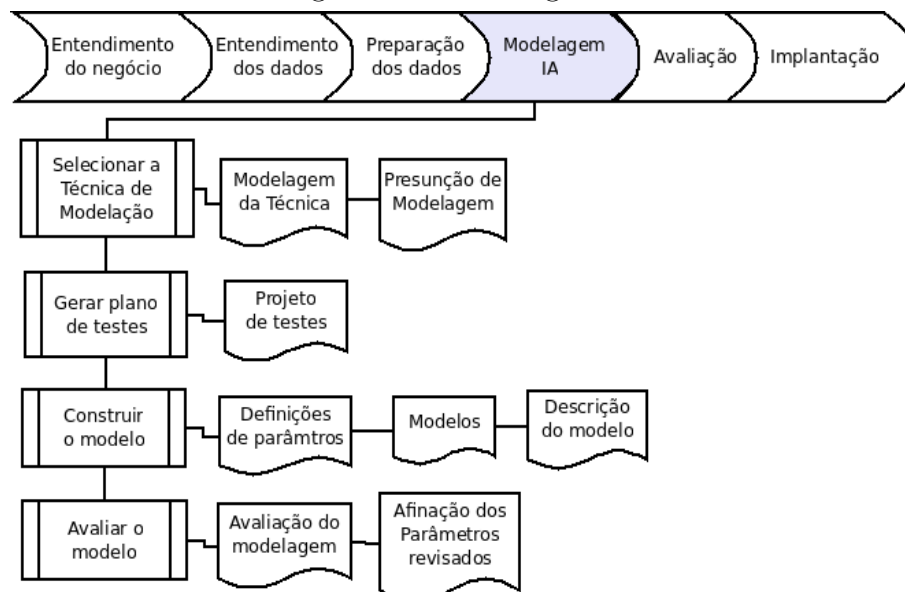 Entendimento
do negócio
Entendimento
dos dados
Preparação
dos dados
Modelagem
IA
Avaliação
Implantação
Selecionar a
Técnica de
Modelação
Modelagem
da Técnica
Presunção de
Modelagem
Gerar plano
de testes
Projeto
de testes
Construir
o modelo
Definições
de parâmtros
Modelos
Descrição
do modelo
Avaliar o
modelo
Avaliação do
modelagem
Afinação dos
Parâmetros
revisados